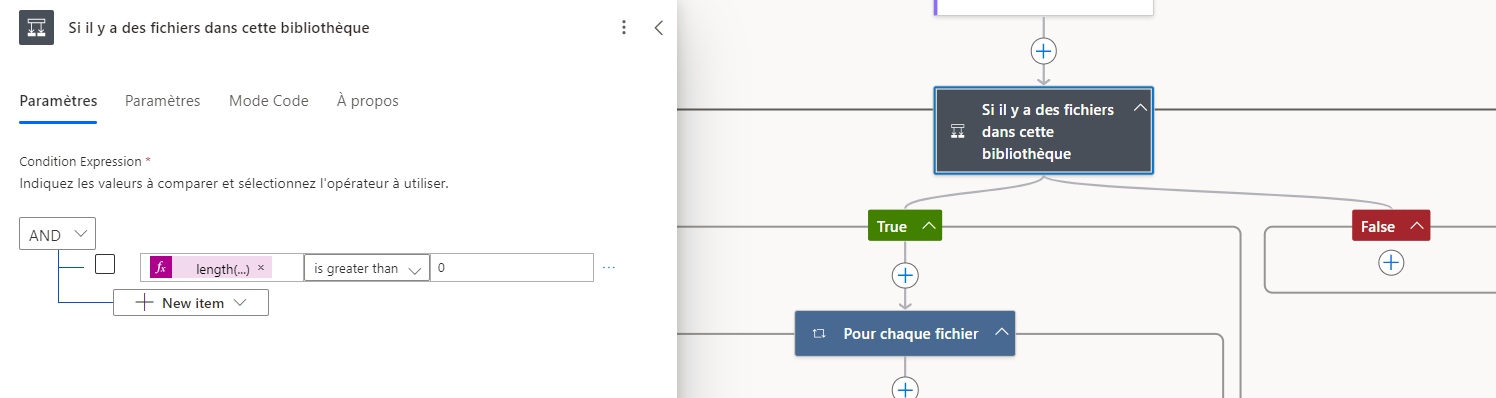 Si il y a des fichiers dans cette bibliothèque
Paramètres Paramètres Mode Code À propos
Condition Expression *
Indiquez les valeurs à comparer et sélectionnez l'opérateur à utiliser.
AND
fx length(...) × is greater than 0 ...
New item
Si il y a des fichiers
dans cette
bibliothèque
True
False
Pour chaque fichier